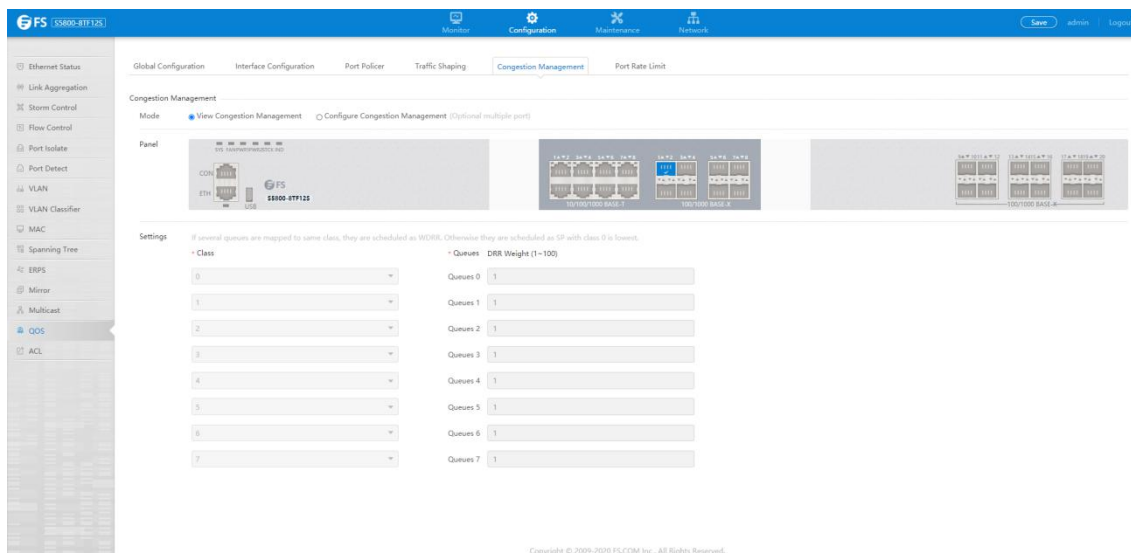 FS S5800-8TF12S
Monitor Configuration Maintenance Network
Save admin Logou
Ethernet Status
Link Aggregation
Storm Control
Flow Control
Port Isolate
Port Detect
VLAN
VLAN Classifier
MAC
Spanning Tree
ERPS
Mirror
Multicast
QOS
ACL
Global Configuration Interface Configuration Port Policer Traffic Shaping Congestion Management Port Rate Limit
Congestion Management
Mode View Congestion Management Configure Congestion Management (Optional multiple port)
Panel
CON
ETH
USB
FS
S5800-8TF12S
10/100/1000 BASE-T
100/1000 BASE-X
100/1000 BASE-X
Settings If several queues are mapped to same class, they are scheduled as WDRR. Otherwise they are scheduled as SP with class 0 is lowest.
* Class * Queues DRR Weight (1~100)
0 Queues 0 1
1 Queues 1 1
2 Queues 2 1
3 Queues 3 1
4 Queues 4 1
5 Queues 5 1
6 Queues 6 1
7 Queues 7 1
Copyright © 2009-2020 FS.COM Inc . All Rights Reserved.